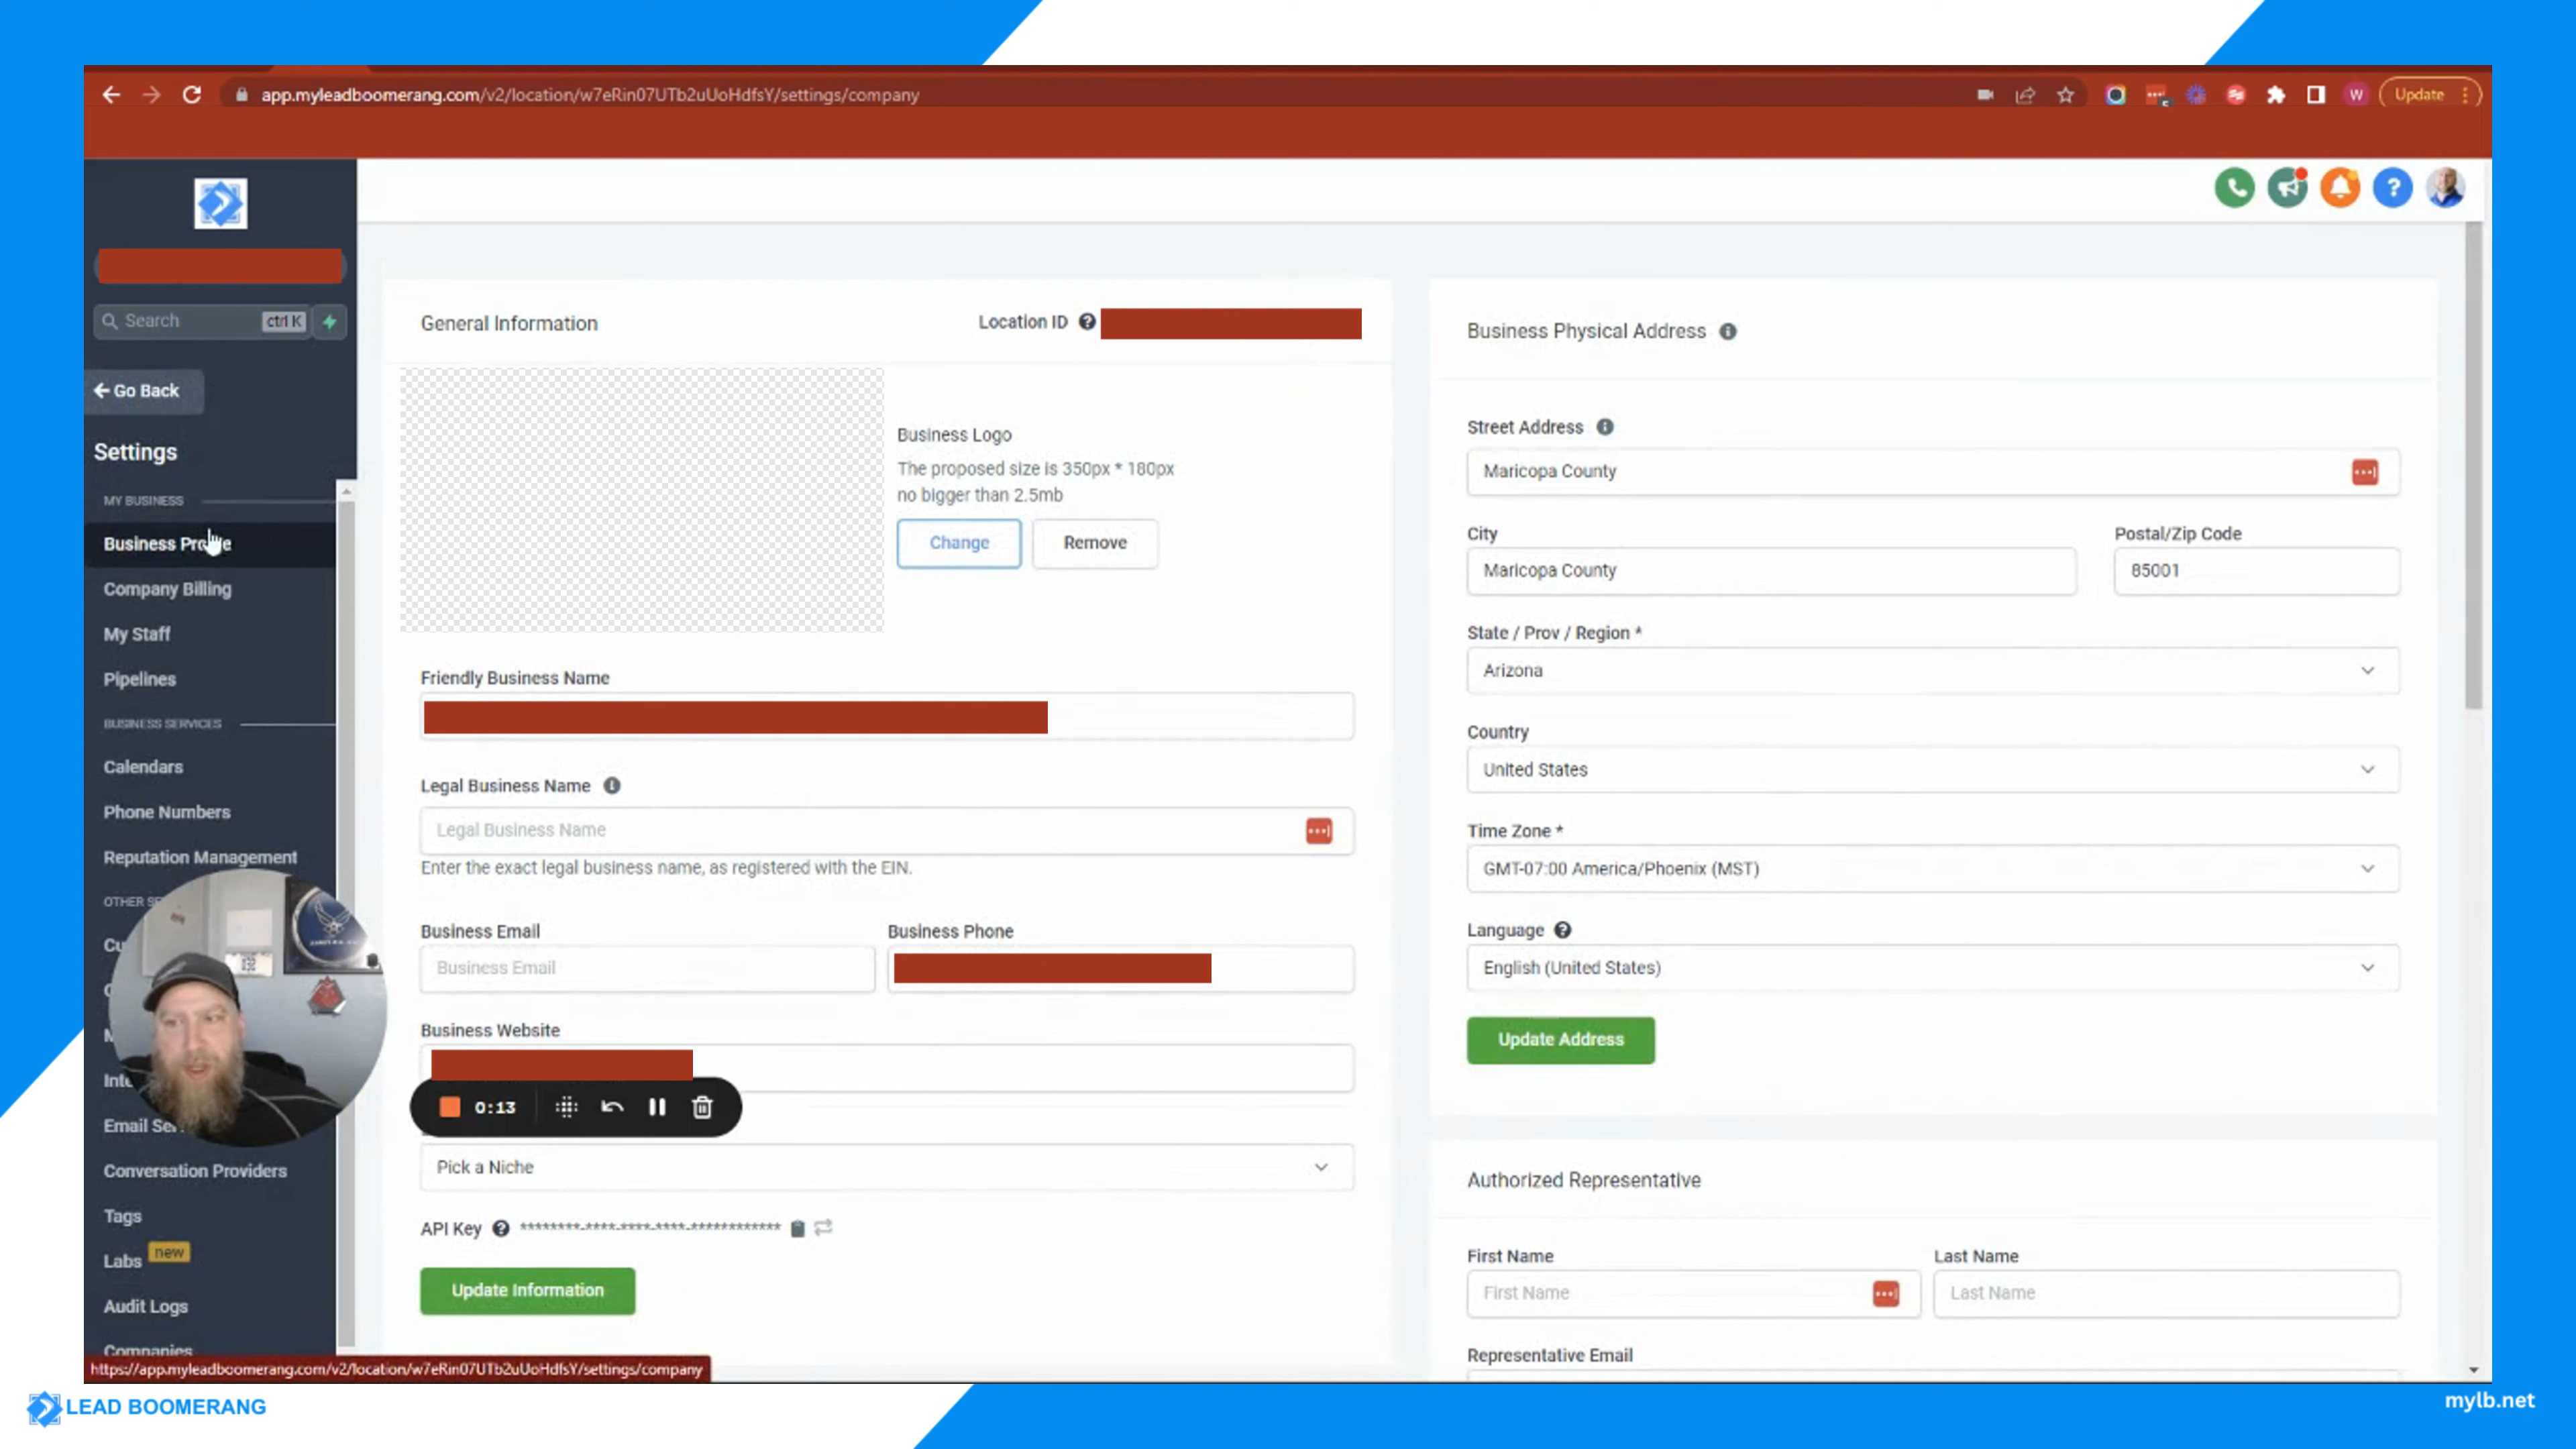 app.myleadboomerang.com/v2/location/w7eRin07UTb2uUoHdfsY/settings/company
W
Update
Search
ctrl K
Go Back
Settings
MY BUSINESS
Business Profile
Company Billing
My Staff
Pipelines
BUSINESS SERVICES
Calendars
Phone Numbers
Reputation Management
Conversation Providers
Tags
Labs new
Audit Logs
Companies
https://app.myleadboomerang.com/v2/location/w7eRin07UTb2uUoHdfsY/settings/company
General Information
Location ID
Business Logo
The proposed size is 350px * 180px
no bigger than 2.5mb
Change
Remove
Friendly Business Name
Legal Business Name
Legal Business Name
Enter the exact legal business name, as registered with the EIN.
Business Email
Business Phone
Business Email
Business Website
0:13
Pick a Niche
API Key ********-****-****-****-************
Update Information
Business Physical Address
Street Address
Maricopa County
City
Postal/Zip Code
Maricopa County
85001
State / Prov / Region *
Arizona
Country
United States
Time Zone *
GMT-07:00 America/Phoenix (MST)
Language
English (United States)
Update Address
Authorized Representative
First Name
Last Name
First Name
Last Name
Representative Email
LEAD BOOMERANG
mylb.net